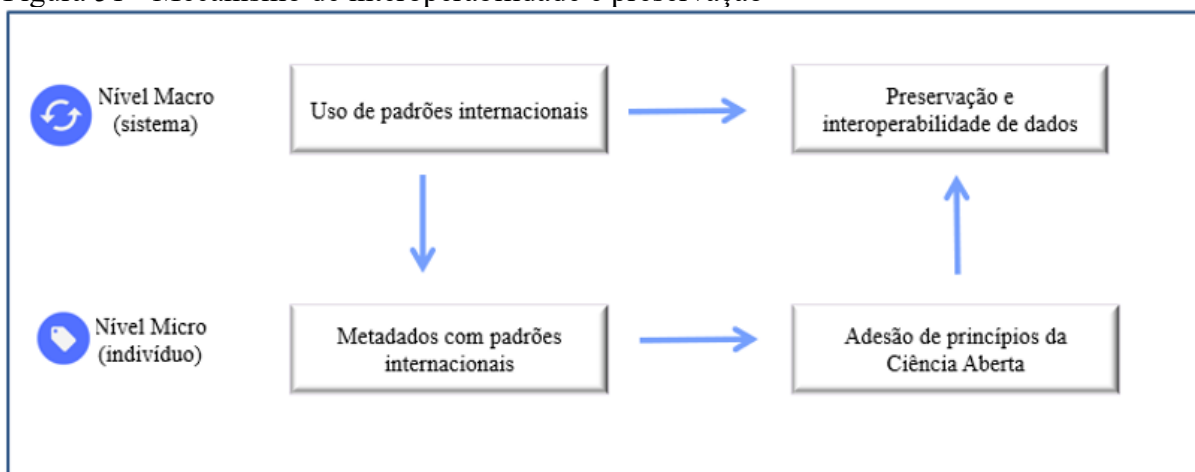 Nível Macro
(sistema)
Uso de padrões internacionais
Preservação e
interoperabilidade de dados
Nível Micro
(indivíduo)
Metadados com padrões
internacionais
Adesão de princípios da
Ciência Aberta